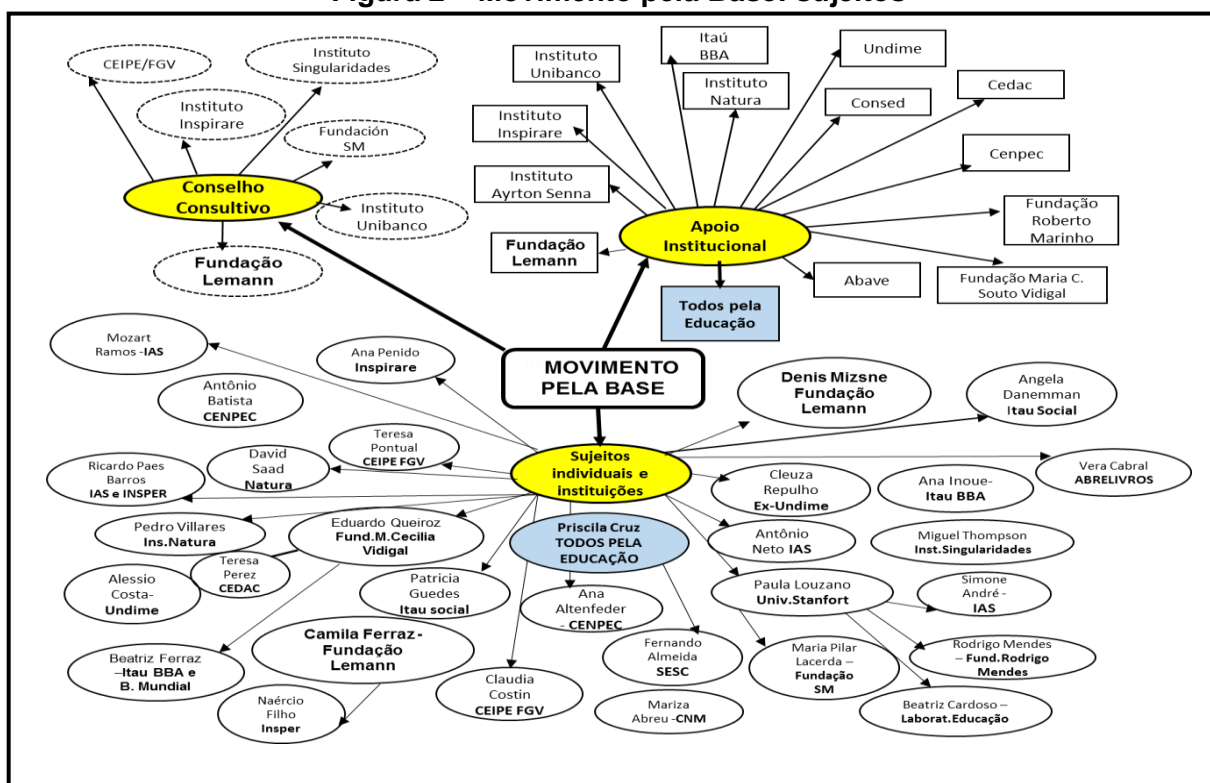 Figura 2 – Movimento pela Base: Sujeitos
CEIPE/FGV
Instituto
Singularidades
Instituto
Inspirare
Fundación
SM
Conselho
Consultivo
Instituto
Unibanco
Fundação
Lemann
Itaú
BBA
Undime
Instituto
Unibanco
Instituto
Natura
Cedac
Consed
Instituto
Inspirare
Cenpec
Instituto
Ayrton Senna
Fundação
Roberto
Marinho
Apoio
Institucional
Fundação
Lemann
Abave
Fundação Maria C.
Souto Vidigal
Todos pela
Educação
MOVIMENTO
PELA BASE
Mozart
Ramos -IAS
Ana Penido
Inspirare
Antônio
Batista
CENPEC
Denis Mizsne
Fundação
Lemann
Angela
Danemman
Itau Social
Teresa
Pontual
CEIPE FGV
David
Saad
Natura
Sujeitos
individuais e
instituições
Ricardo Paes
Barros
IAS e INSPER
Cleuza
Repulho
Ex-Undime
Ana Inoue-
Itau BBA
Vera Cabral
ABRELIVROS
Pedro Villares
Ins.Natura
Eduardo Queiroz
Fund.M.Cecilia
Vidigal
Priscila Cruz
TODOS PELA
EDUCAÇÃO
Antônio
Neto IAS
Miguel Thompson
Inst.Singularidades
Teresa
Perez
CEDAC
Alessio
Costa-
Undime
Patricia
Guedes
Itau social
Ana
Altenfeder
- CENPEC
Paula Louzano
Univ.Stanfort
Simone
André -
IAS
Camila Ferraz-
Fundação
Lemann
Beatriz Ferraz
–Itau BBA e
B. Mundial
Fernando
Almeida
SESC
Maria Pilar
Lacerda –
Fundação
SM
Rodrigo Mendes
– Fund.Rodrigo
Mendes
Naércio
Filho
Insper
Claudia
Costin
CEIPE FGV
Mariza
Abreu -CNM
Beatriz Cardoso –
Laborat.Educação